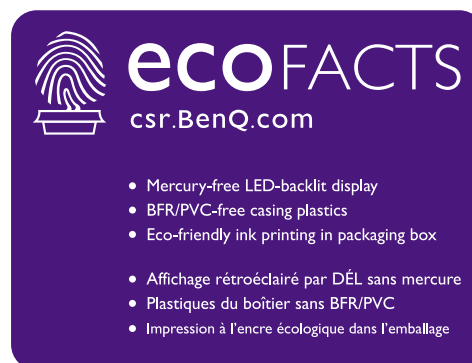 ecoFACTS
csr.BenQ.com
• Mercury-free LED-backlit display
• BFR/PVC-free casing plastics
• Eco-friendly ink printing in packaging box
• Affichage rétroéclairé par DÉL sans mercure
• Plastiques du boîtier sans BFR/PVC
• Impression à l'encre écologique dans l'emballage